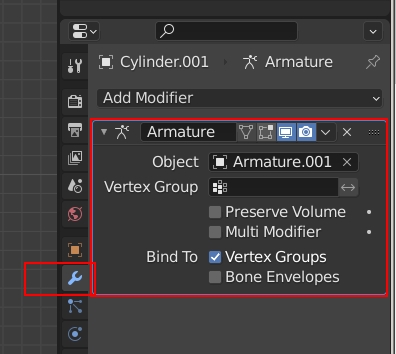 Cylinder.001 › Armature
Add Modifier
Armature
Object Armature.001
Vertex Group
Preserve Volume
Multi Modifier
Bind To Vertex Groups
Bone Envelopes